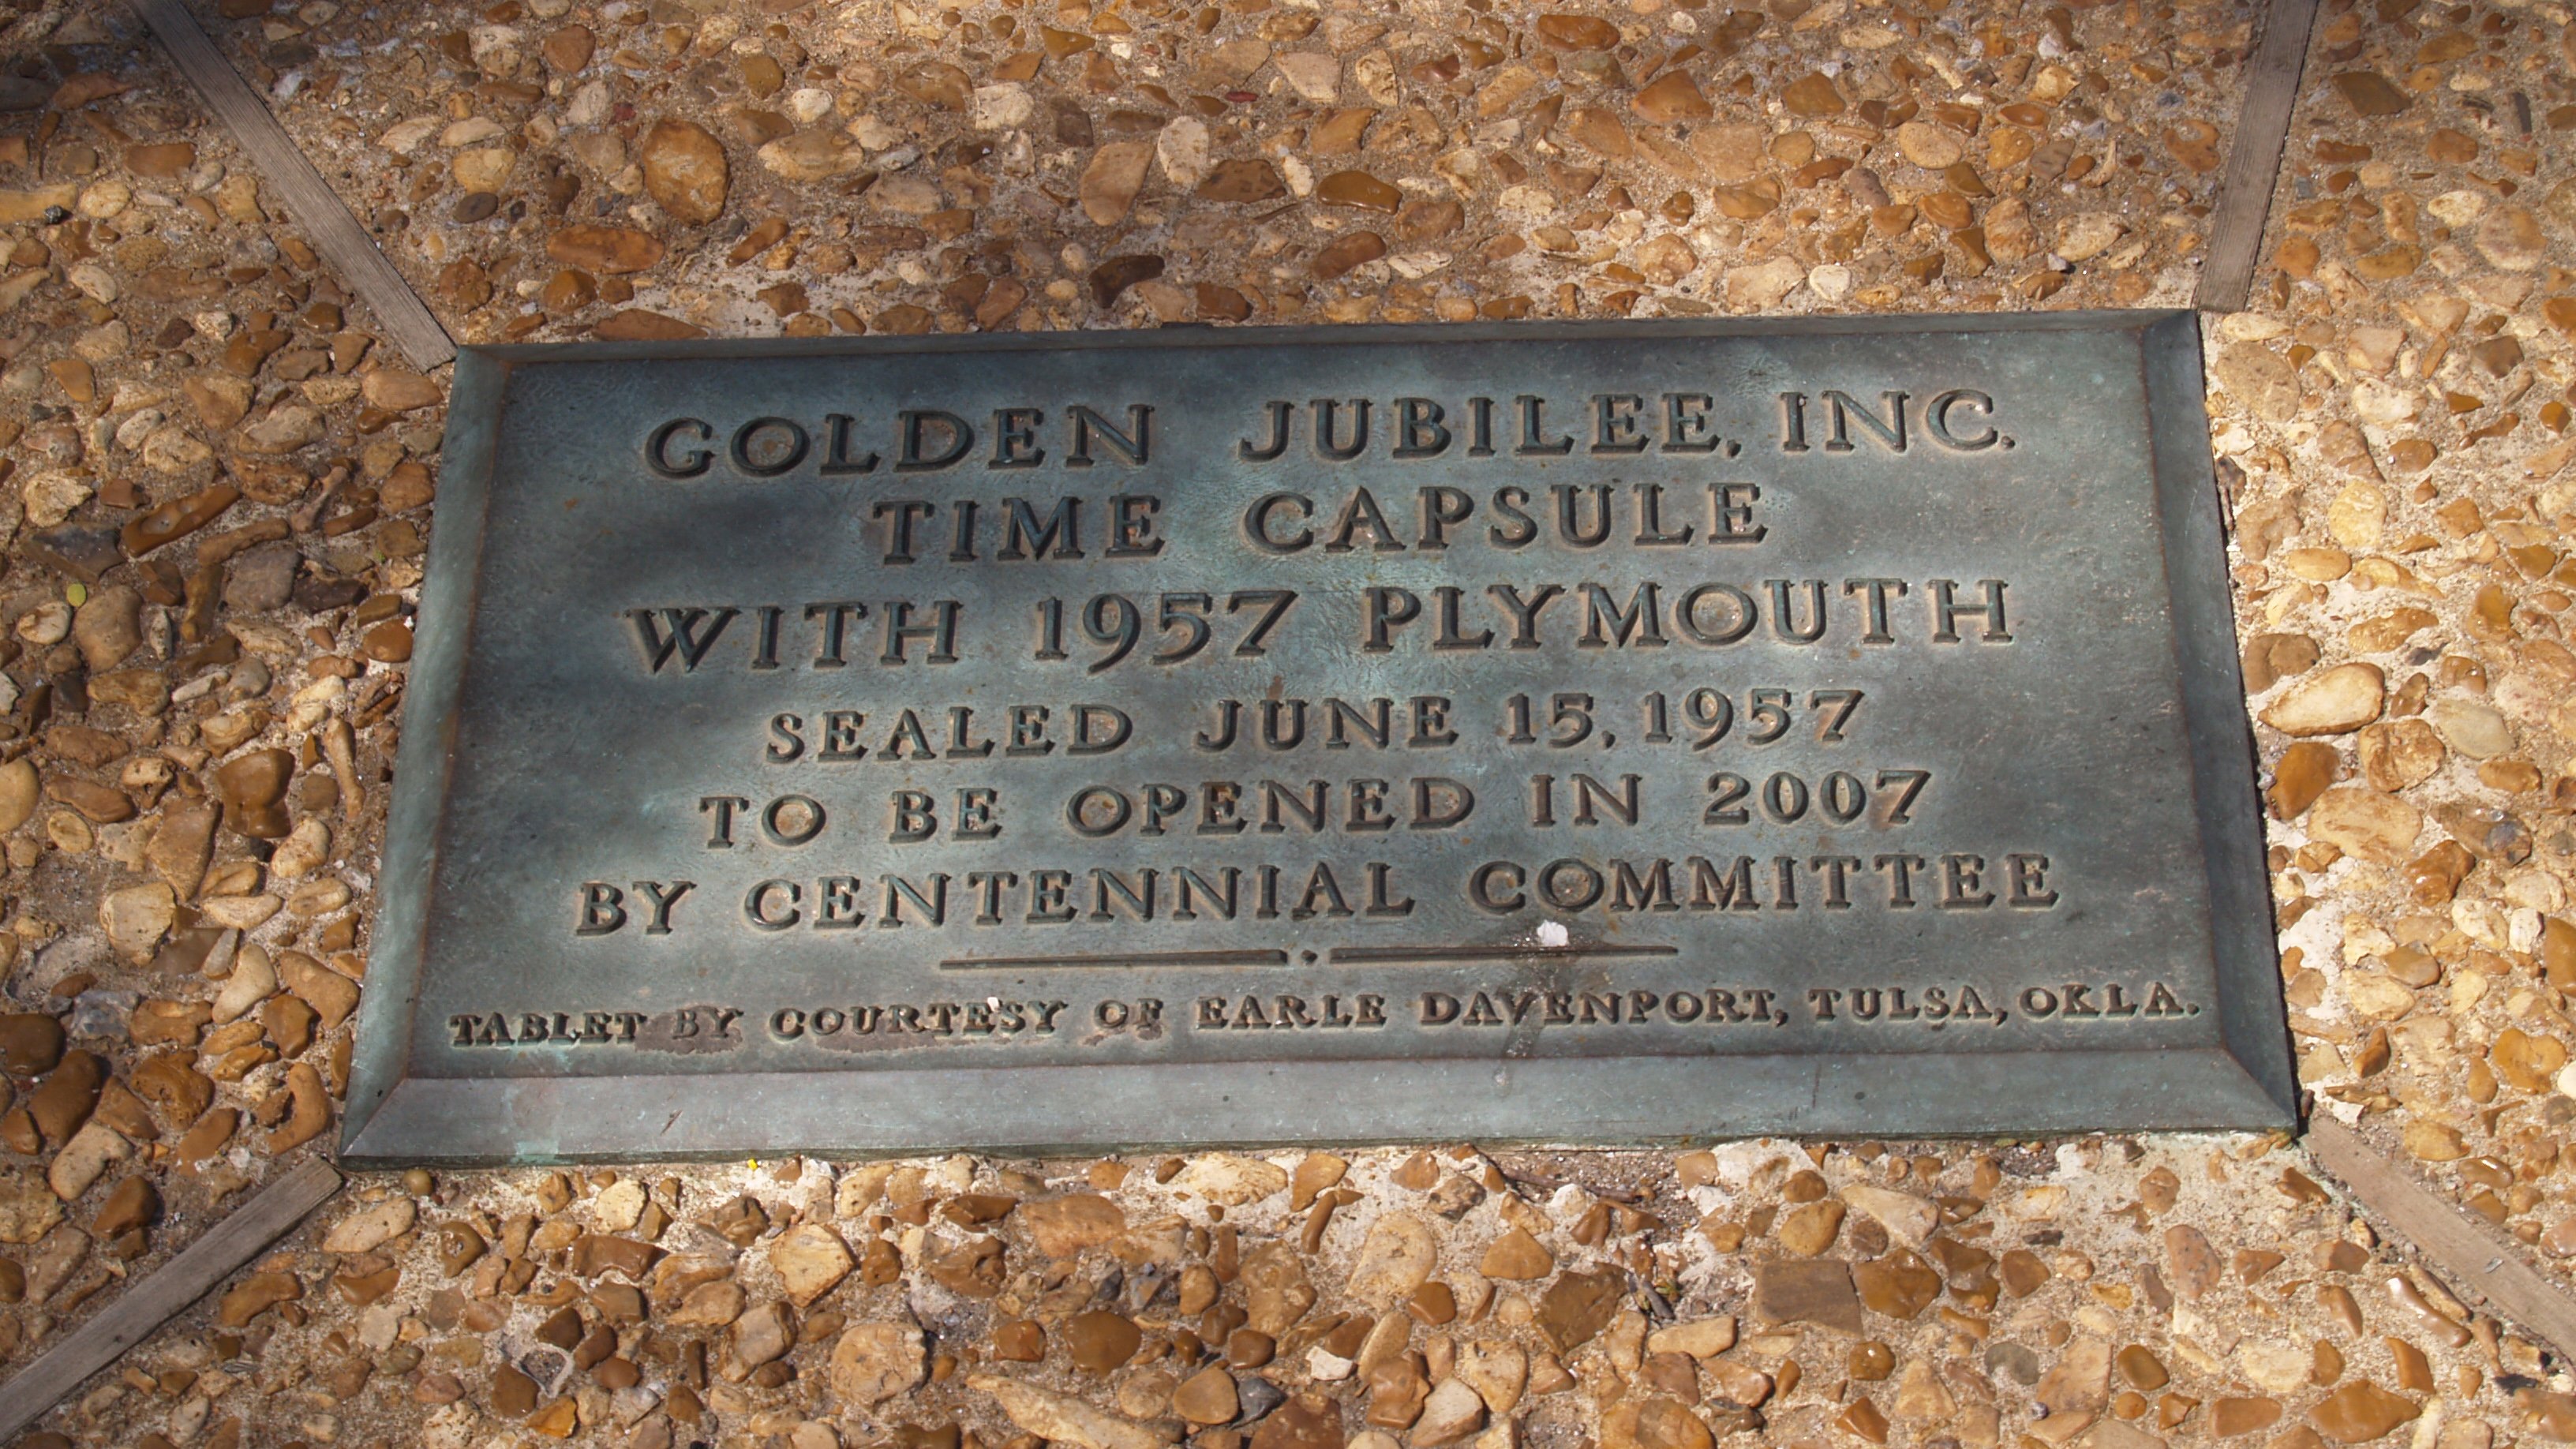 GOLDEN JUBILEE, INC.
TIME CAPSULE
WITH 1957 PLYMOUTH
SEALED JUNE 15, 1957
TO BE OPENED IN 2007
BY CENTENNIAL COMMITTEE
TABLET BY COURTESY OF EARLE DAVENPORT, TULSA, OKLA.